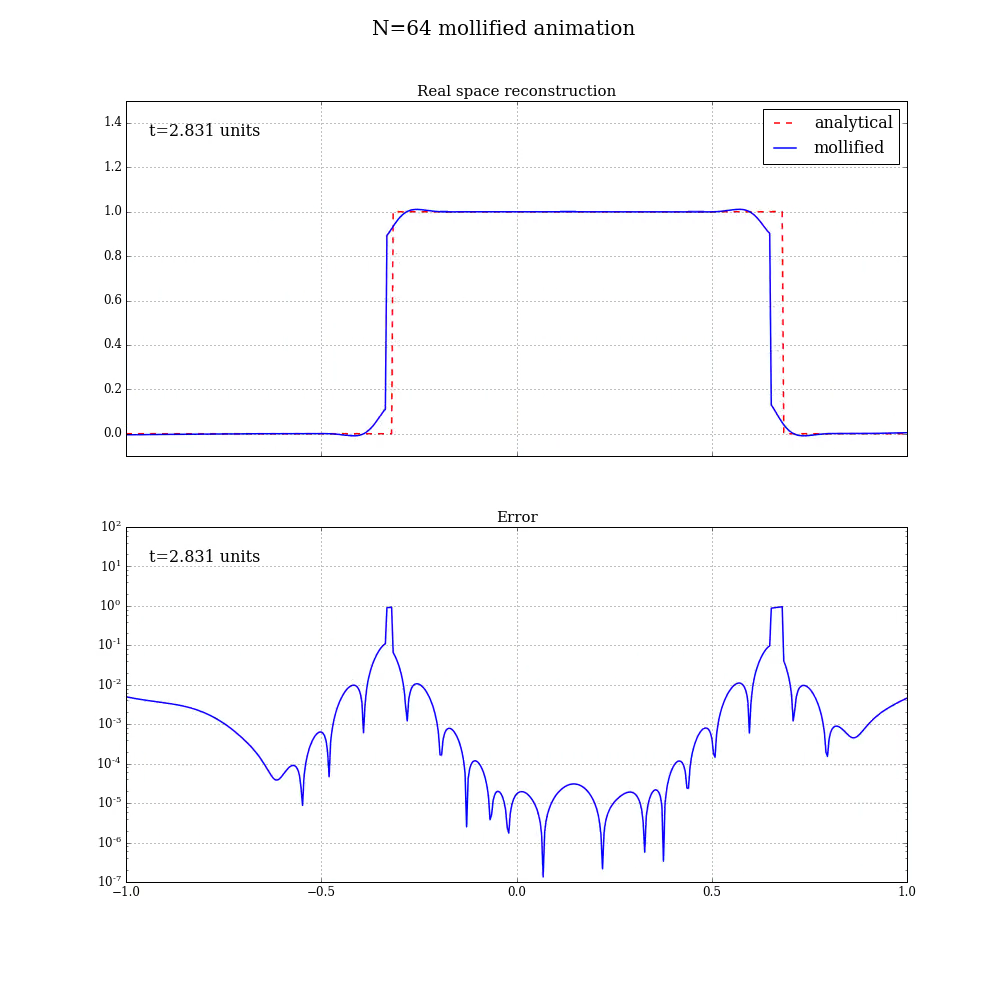 N=64 mollified animation
Real space reconstruction
t=2.831 units
analytical
mollified
1.4
1.2
1.0
0.8
0.6
0.4
0.2
0.0
Error
t=2.831 units
10²
10¹
10⁰
10⁻¹
10⁻²
10⁻³
10⁻⁴
10⁻⁵
10⁻⁶
10⁻⁷
−1.0 −0.5 0.0 0.5 1.0